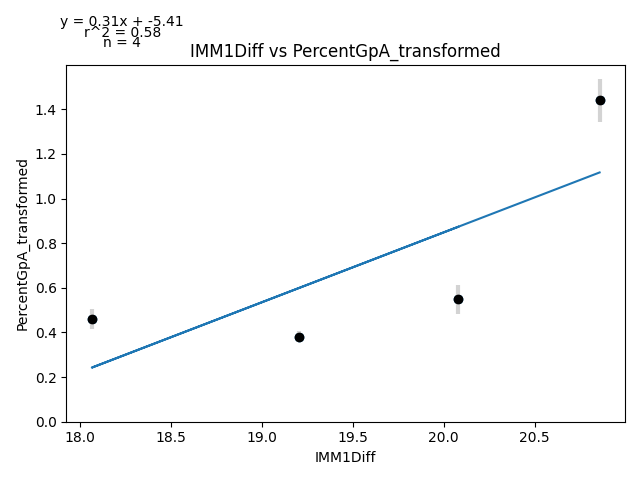 y = 0.31x + -5.41
r^2 = 0.58
n = 4
IMM1Diff vs PercentGpA_transformed
PercentGpA_transformed
1.4
1.2
1.0
0.8
0.6
0.4
0.2
0.0
18.0 18.5 19.0 19.5 20.0 20.5
IMM1Diff